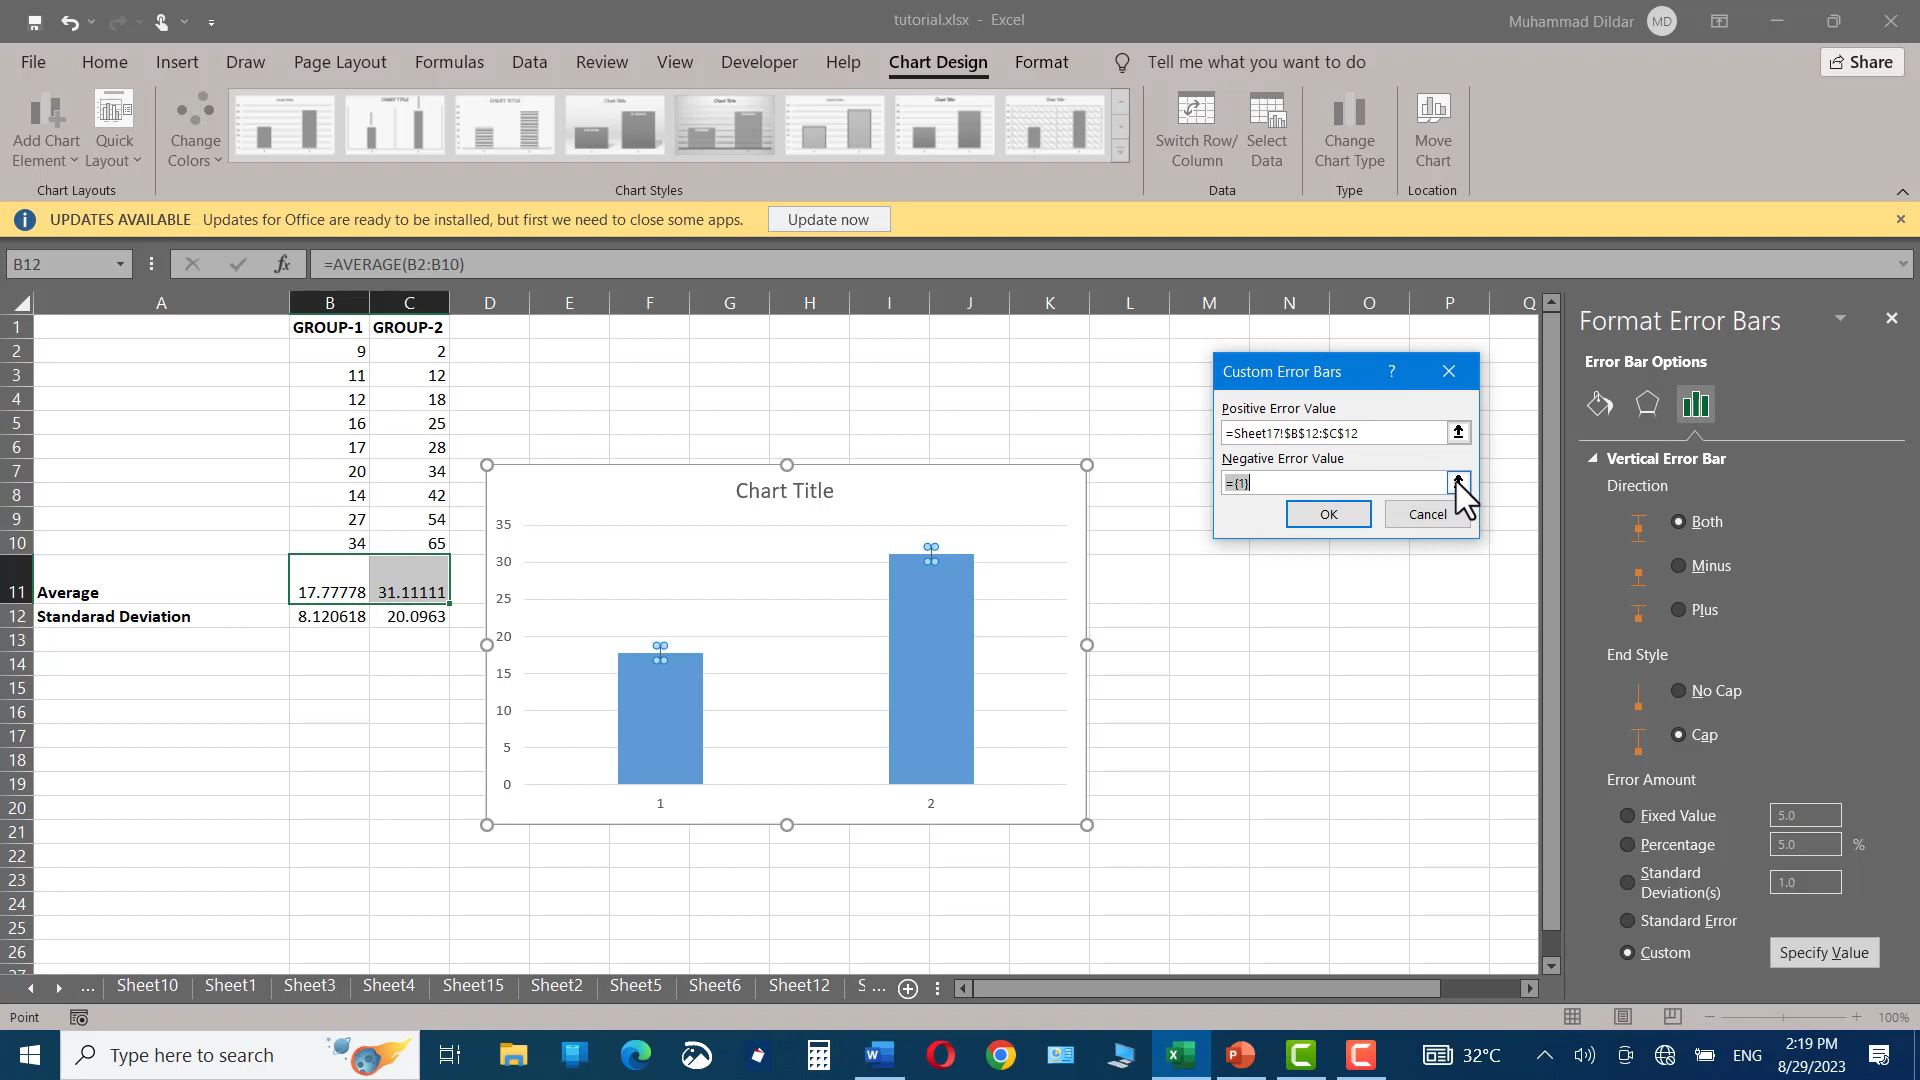 tutorial.xlsx - Excel
Muhammad Dildar MD
File Home Insert Draw Page Layout Formulas Data Review View Developer Help Chart Design Format Tell me what you want to do Share
Add Chart Element
Quick Layout
Change Colors
Switch Row/ Column
Select Data
Change Chart Type
Move Chart
Chart Layouts Chart Styles Data Type Location
UPDATES AVAILABLE Updates for Office are ready to be installed, but first we need to close some apps. Update now
B12 fx =AVERAGE(B2:B10)
A B C D E F G H I J K L M N O P Q
1 GROUP-1 GROUP-2
2 9 2
3 11 12
4 12 18
5 16 25
6 17 28
7 20 34
8 14 42
9 27 54
10 34 65
11 Average 17.77778 31.11111
12 Standarad Deviation 8.120618 20.0963
13
14
15
16
17
18
19
20
21
22
23
24
25
26
Chart Title
35
30
25
20
15
10
5
0
1 2
Custom Error Bars ?
Positive Error Value
=Sheet17!$B$12:$C$12
Negative Error Value
={1}
OK Cancel
Format Error Bars
Error Bar Options
Vertical Error Bar
Direction
Both
Minus
Plus
End Style
No Cap
Cap
Error Amount
Fixed Value 5.0
Percentage 5.0 %
Standard Deviation(s) 1.0
Standard Error
Custom Specify Value
... Sheet10 Sheet1 Sheet3 Sheet4 Sheet15 Sheet2 Sheet5 Sheet6 Sheet12 S ...
Point 100%
Type here to search
32°C ENG
2:19 PM
8/29/2023